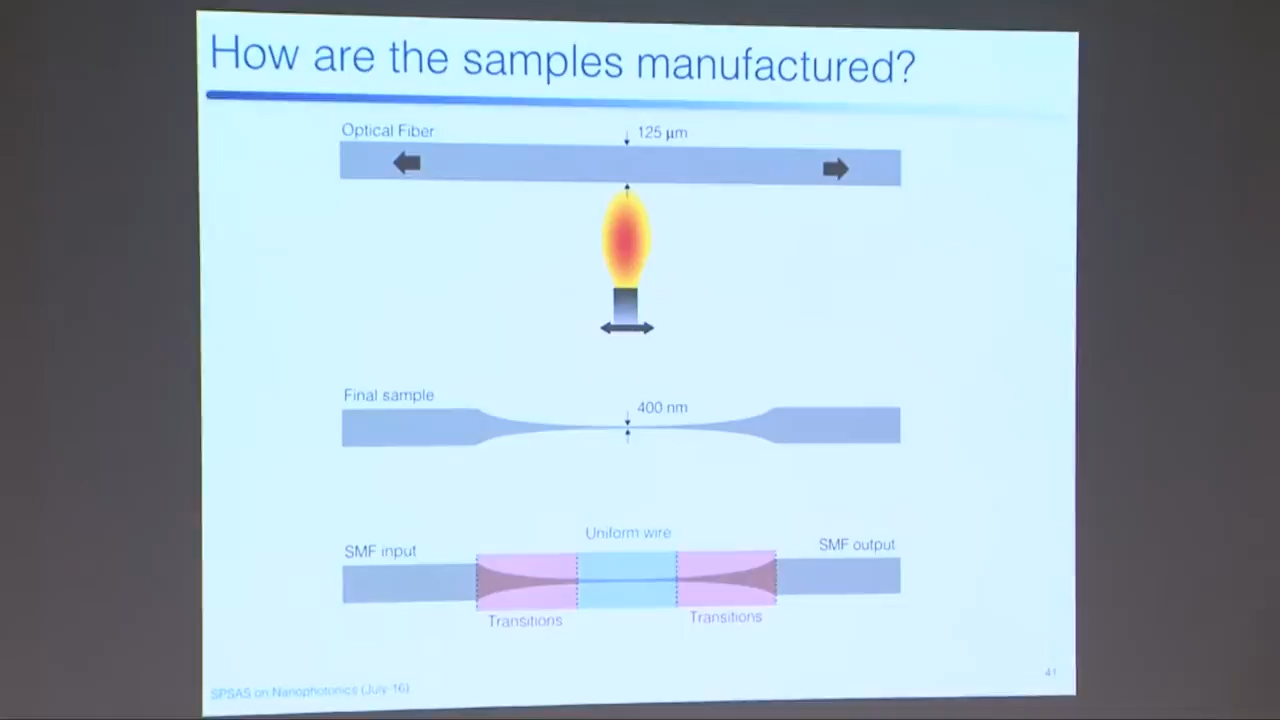 How are the samples manufactured?
Optical Fiber
125 µm
Final sample
400 nm
Uniform wire
SMF input
SMF output
Transitions
Transitions
SPSAS on Nanophotonics (July-16)
41